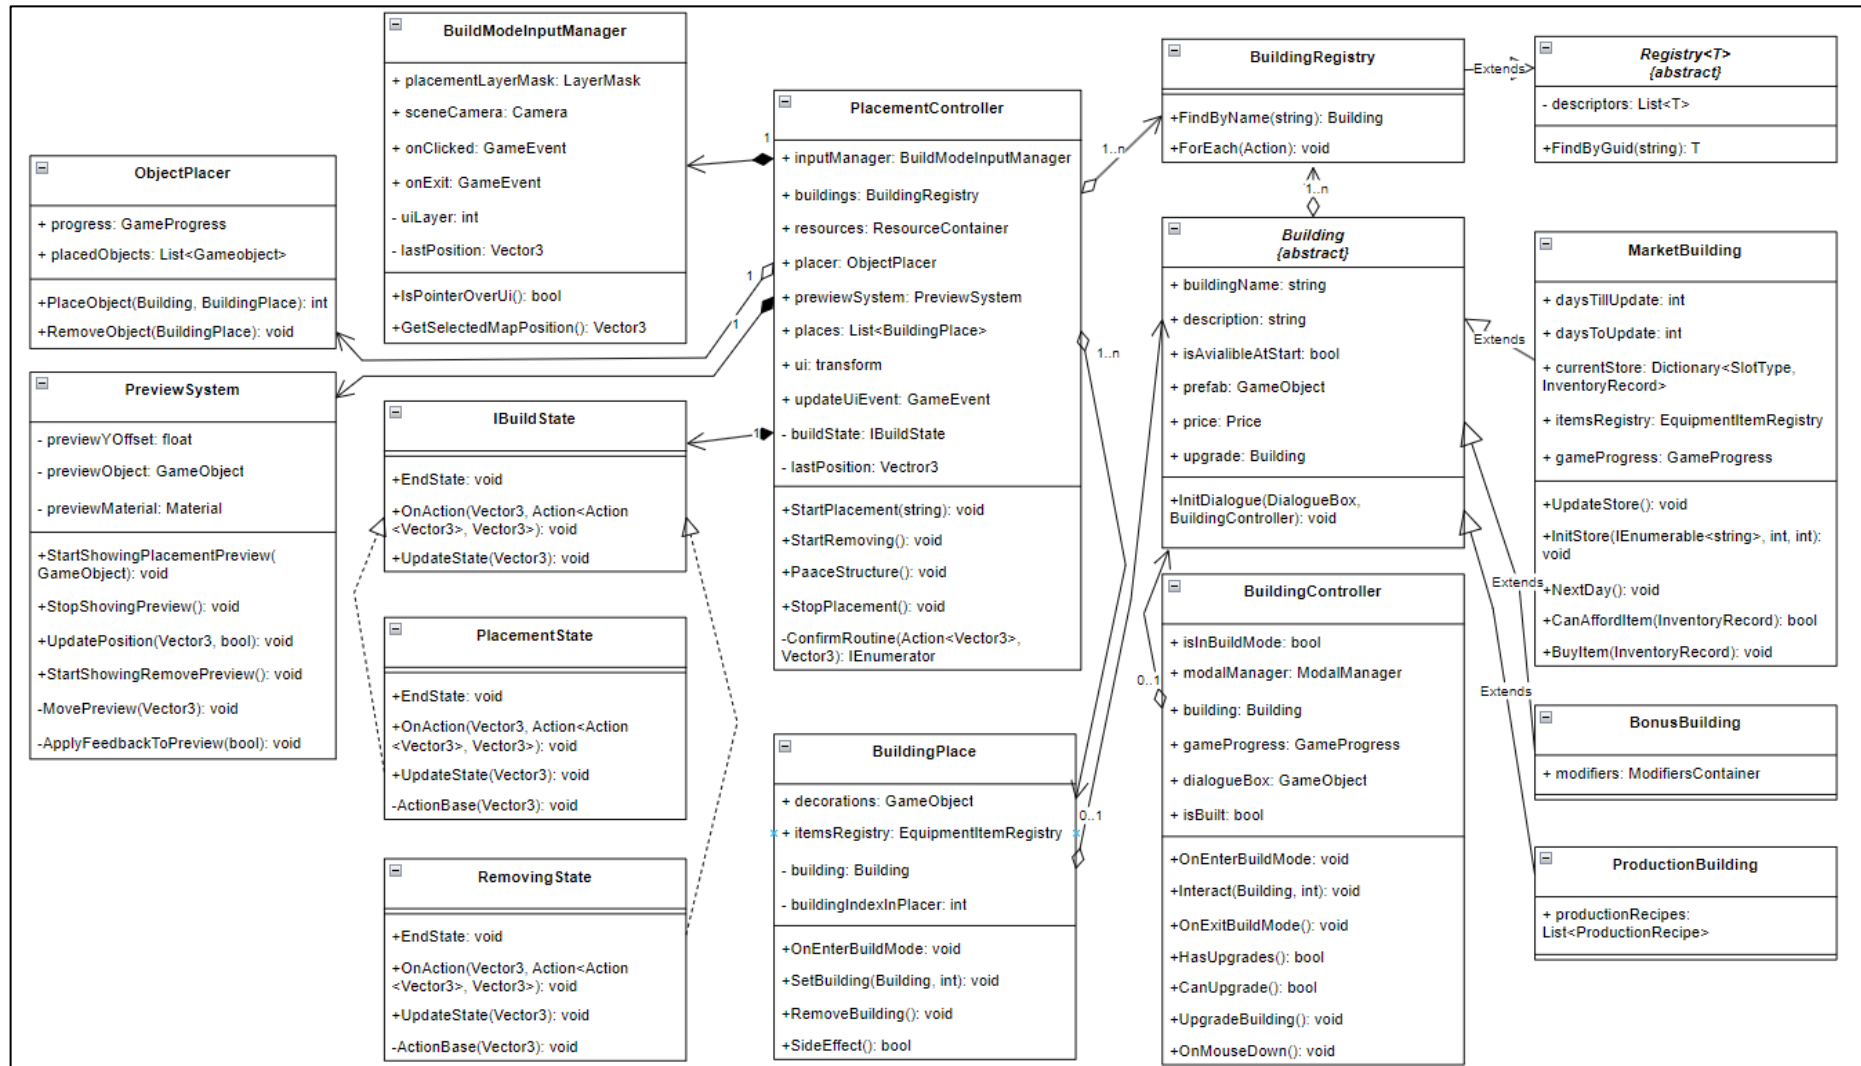 BuildModeInputManager
+ placementLayerMask: LayerMask
+ sceneCamera: Camera
+ onClicked: GameEvent
+ onExit: GameEvent
- uiLayer: int
- lastPosition: Vector3
+IsPointerOverUi(): bool
+GetSelectedMapPosition(): Vector3
ObjectPlacer
+ progress: GameProgress
+ placedObjects: List<Gameobject>
+PlaceObject(Building, BuildingPlace): int
+RemoveObject(BuildingPlace): void
PreviewSystem
- previewYOffset: float
- previewObject: GameObject
- previewMaterial: Material
+StartShowingPlacementPreview(
GameObject): void
+StopShovingPreview(): void
+UpdatePosition(Vector3, bool): void
+StartShowingRemovePreview(): void
-MovePreview(Vector3): void
-ApplyFeedbackToPreview(bool): void
IBuildState
+EndState: void
+OnAction(Vector3, Action<Action
<Vector3>, Vector3>): void
+UpdateState(Vector3): void
PlacementState
+EndState: void
+OnAction(Vector3, Action<Action
<Vector3>, Vector3>): void
+UpdateState(Vector3): void
-ActionBase(Vector3): void
RemovingState
+EndState: void
+OnAction(Vector3, Action<Action
<Vector3>, Vector3>): void
+UpdateState(Vector3): void
-ActionBase(Vector3): void
PlacementController
+ inputManager: BuildModeInputManager
+ buildings: BuildingRegistry
+ resources: ResourceContainer
+ placer: ObjectPlacer
+ prewiewSystem: PreviewSystem
+ places: List<BuildingPlace>
+ ui: transform
+ updateUiEvent: GameEvent
- buildState: IBuildState
- lastPosition: Vectror3
+StartPlacement(string): void
+StartRemoving(): void
+PaaceStructure(): void
+StopPlacement(): void
-ConfirmRoutine(Action<Vector3>,
Vector3): IEnumerator
1
1
1
1
1..n
1..n
BuildingPlace
+ decorations: GameObject
+ itemsRegistry: EquipmentItemRegistry
- building: Building
- buildingIndexInPlacer: int
+OnEnterBuildMode: void
+SetBuilding(Building, int): void
+RemoveBuilding(): void
+SideEffect(): bool
0..1
BuildingRegistry
+FindByName(string): Building
+ForEach(Action): void
Extends
1..n
Registry<T>
{abstract}
- descriptors: List<T>
+FindByGuid(string): T
Building
{abstract}
+ buildingName: string
+ description: string
+ isAvialibleAtStart: bool
+ prefab: GameObject
+ price: Price
+ upgrade: Building
+InitDialogue(DialogueBox,
BuildingController): void
BuildingController
+ isInBuildMode: bool
+ modalManager: ModalManager
+ building: Building
+ gameProgress: GameProgress
+ dialogueBox: GameObject
+ isBuilt: bool
+OnEnterBuildMode: void
+Interact(Building, int): void
+OnExitBuildMode(): void
+HasUpgrades(): bool
+CanUpgrade(): bool
+UpgradeBuilding(): void
+OnMouseDown(): void
0..1
Extends
Extends
Extends
MarketBuilding
+ daysTillUpdate: int
+ daysToUpdate: int
+ currentStore: Dictionary<SlotType,
InventoryRecord>
+ itemsRegistry: EquipmentItemRegistry
+ gameProgress: GameProgress
+UpdateStore(): void
+InitStore(IEnumerable<string>, int, int):
void
+NextDay(): void
+CanAffordItem(InventoryRecord): bool
+BuyItem(InventoryRecord): void
BonusBuilding
+ modifiers: ModifiersContainer
ProductionBuilding
+ productionRecipes:
List<ProductionRecipe>